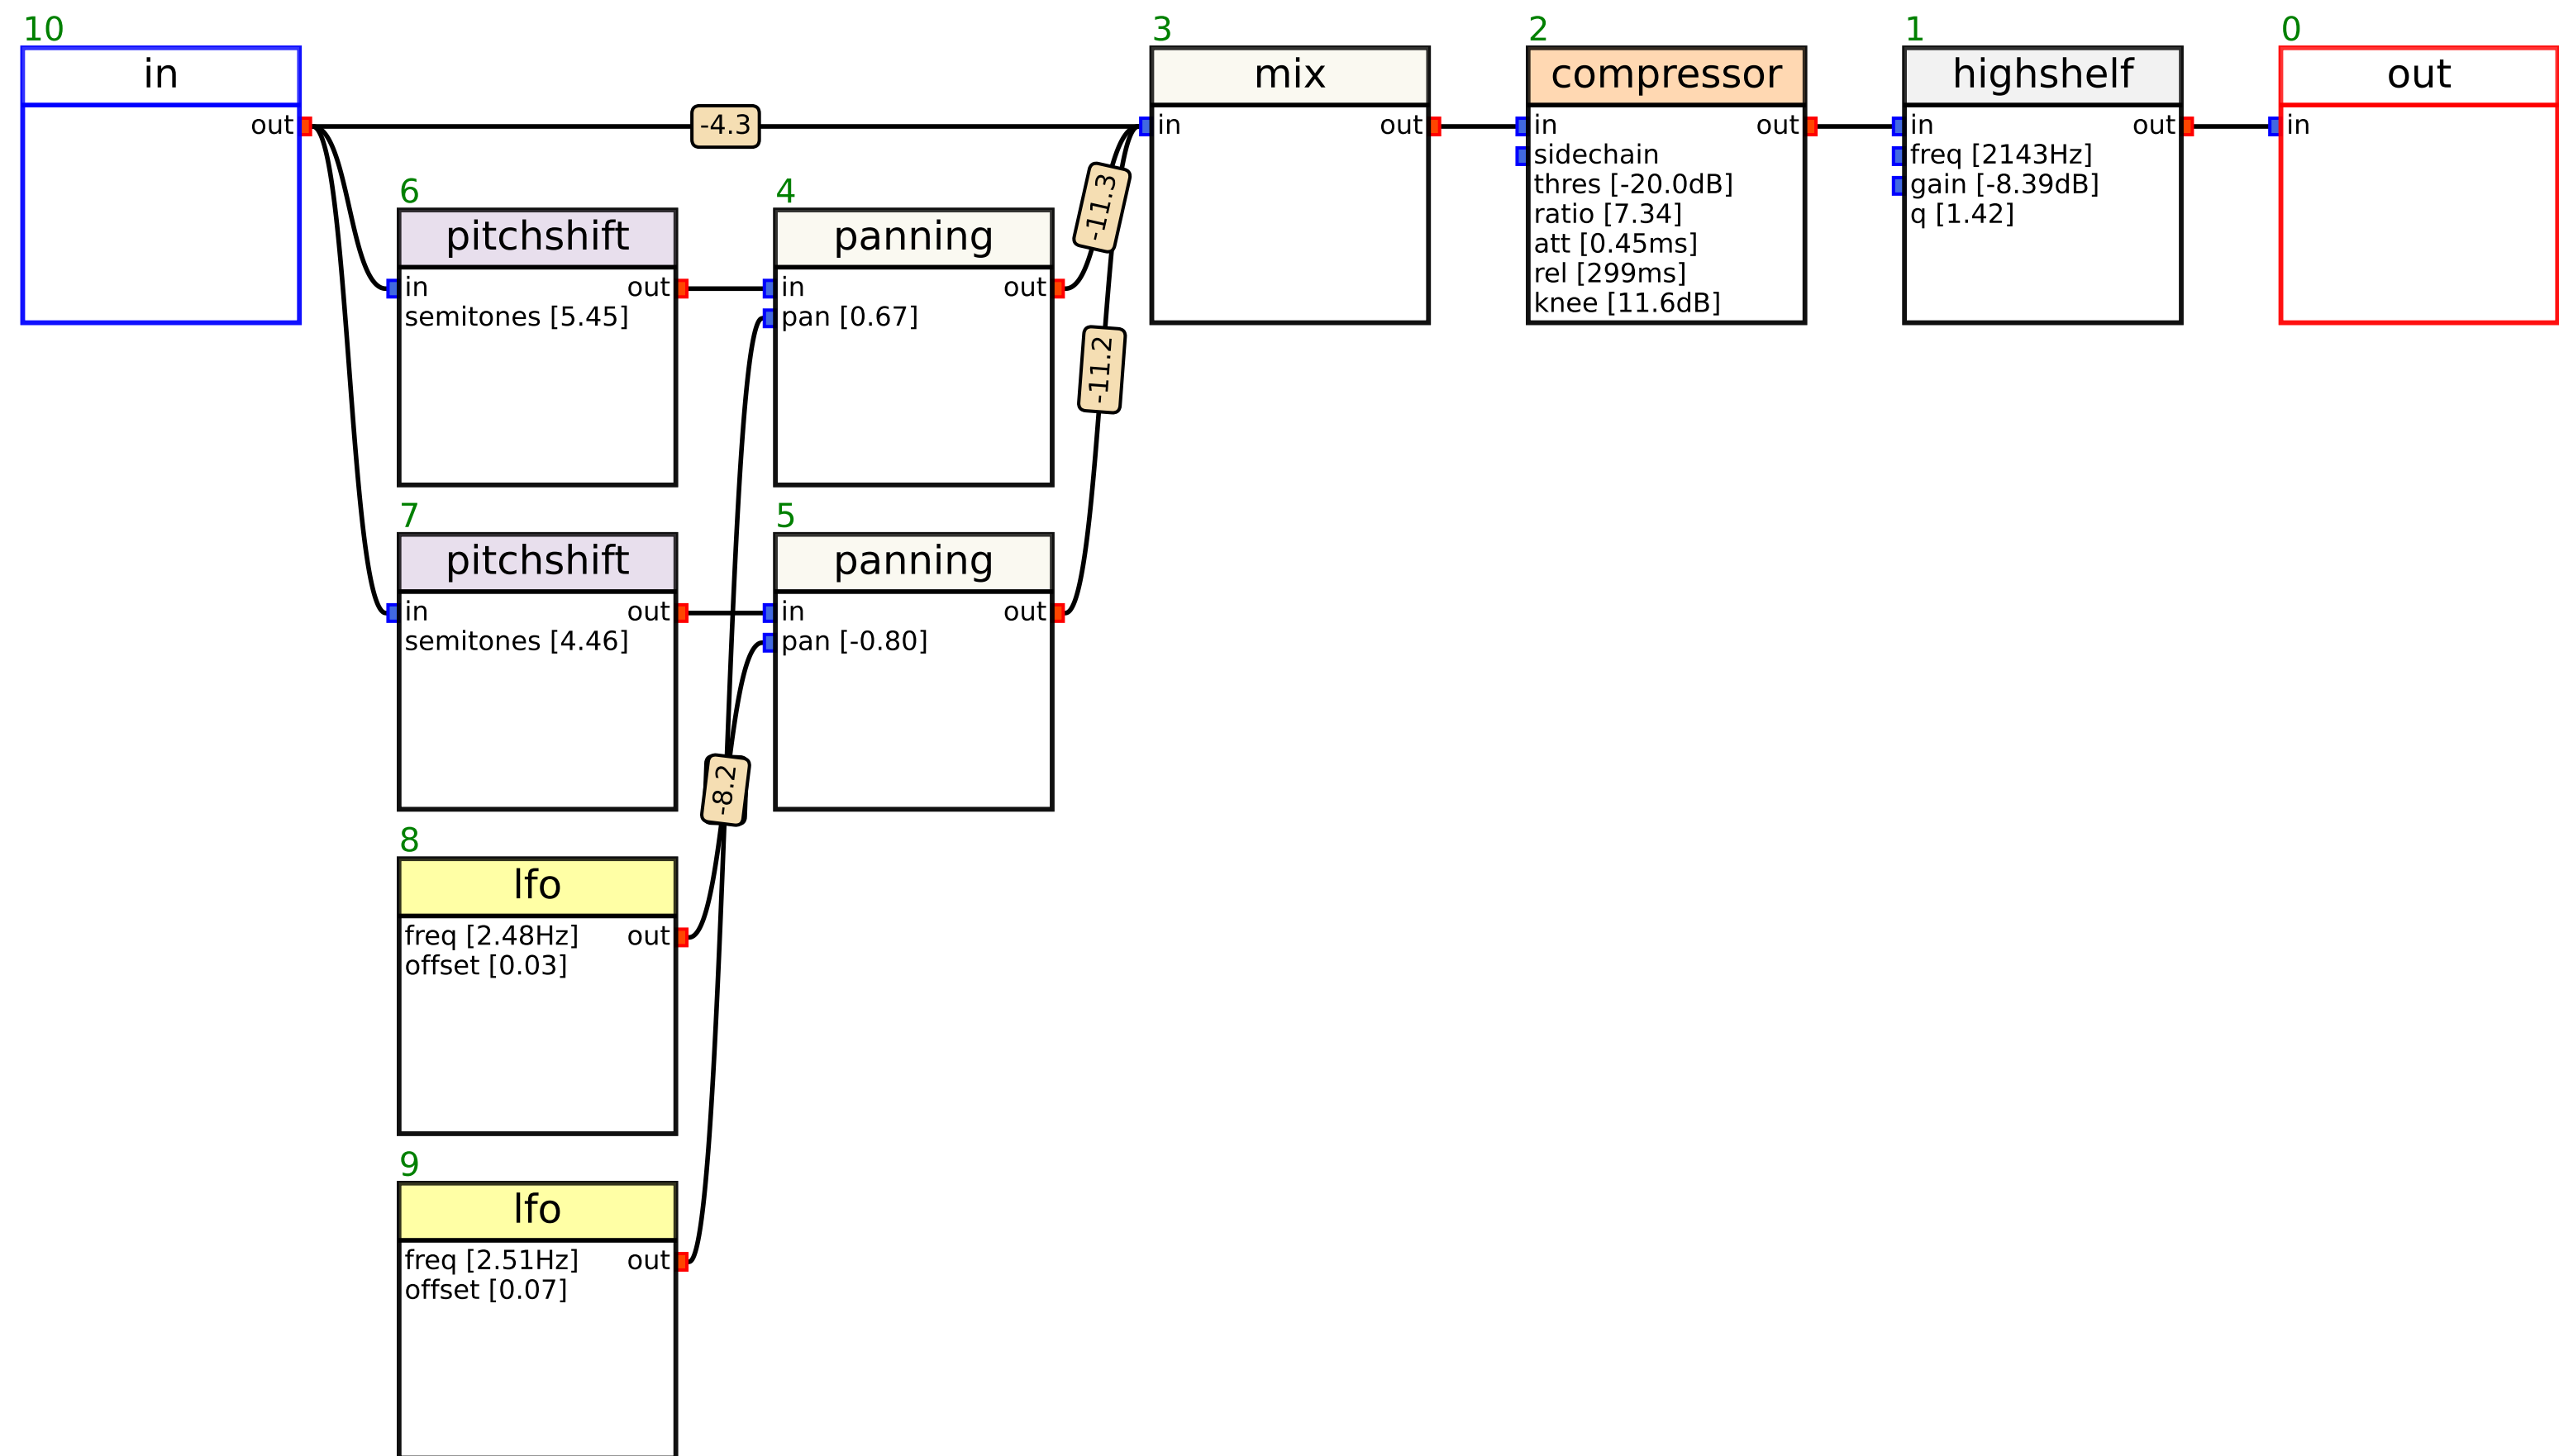 10
in
out
-4.3
6
pitchshift
in out
semitones [5.45]
4
panning
in out
pan [0.67]
-11.3
7
pitchshift
in out
semitones [4.46]
5
panning
in out
pan [-0.80]
-11.2
-8.2
8
lfo
freq [2.48Hz] out
offset [0.03]
9
lfo
freq [2.51Hz] out
offset [0.07]
3
mix
in out
2
compressor
in out
sidechain
thres [-20.0dB]
ratio [7.34]
att [0.45ms]
rel [299ms]
knee [11.6dB]
1
highshelf
in out
freq [2143Hz]
gain [-8.39dB]
q [1.42]
0
out
in